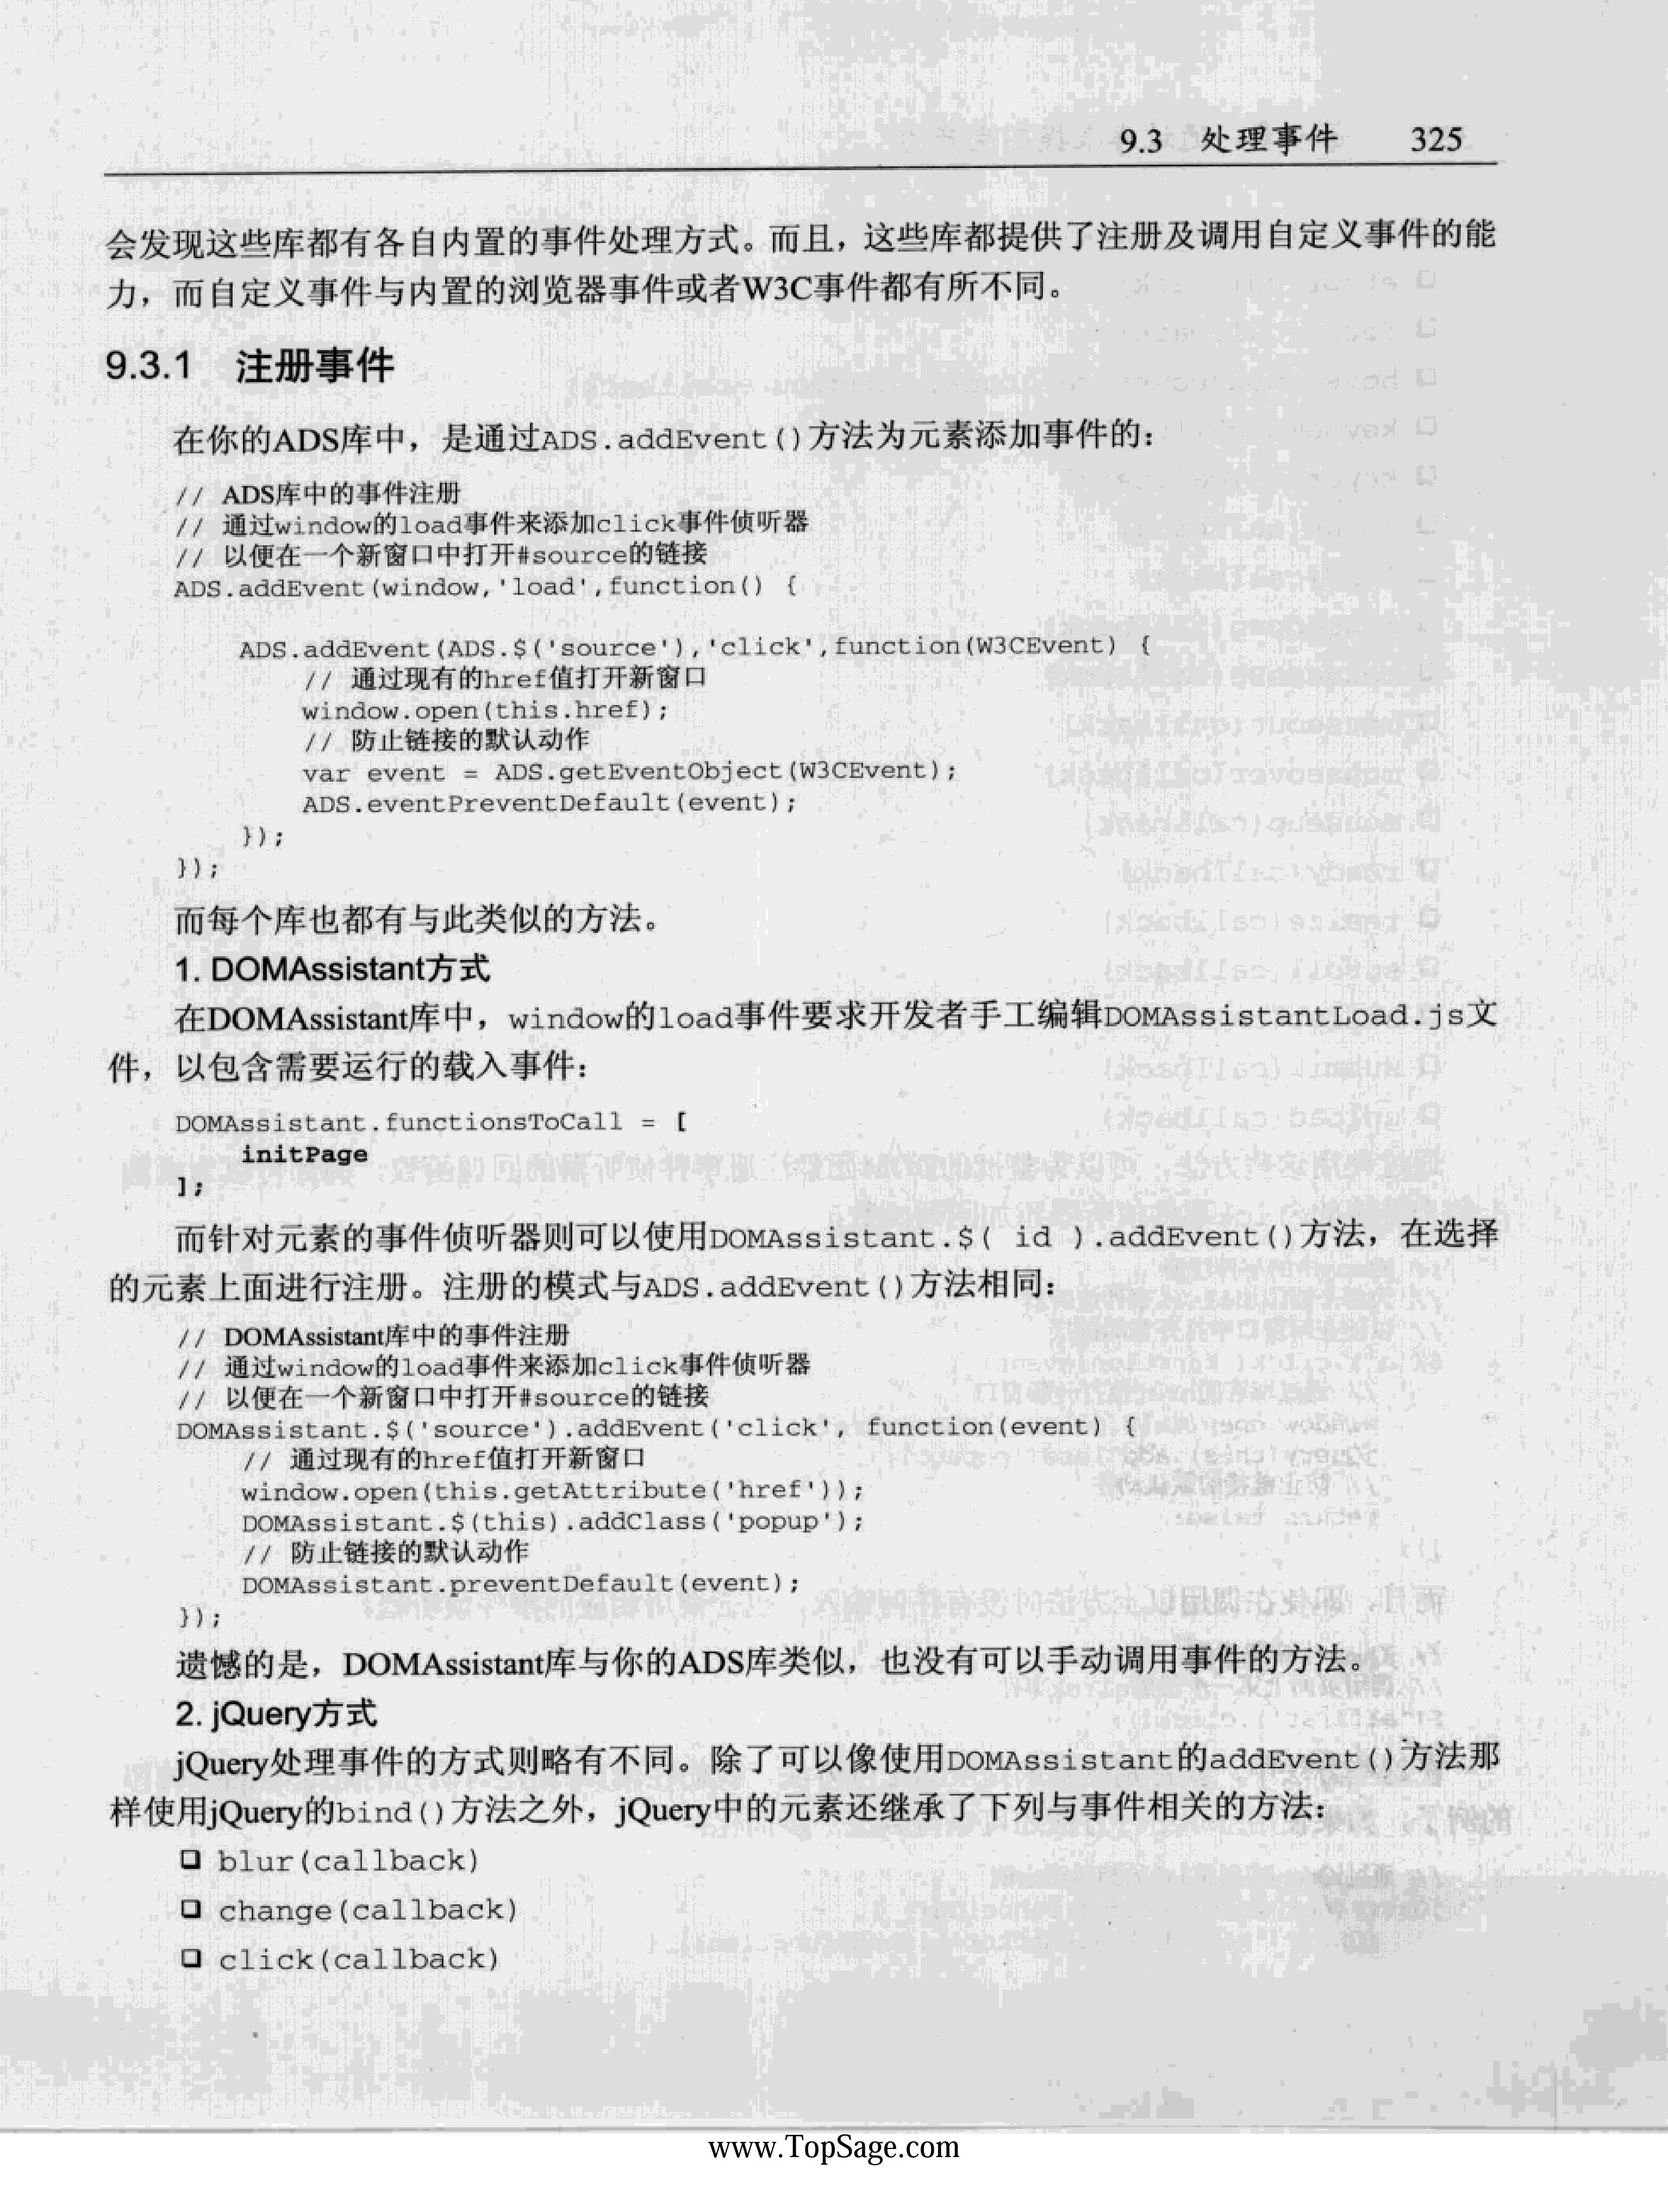 9.3 处理事件 325
会发现这些库都有各自内置的事件处理方式。而且，这些库都提供了注册及调用自定义事件的能
力，而自定义事件与内置的浏览器事件或者W3C事件都有所不同。
9.3.1 注册事件
在你的ADS库中，是通过ADS.addEvent()方法为元素添加事件的：
// ADS库中的事件注册
// 通过window的load事件来添加click事件侦听器
// 以便在一个新窗口中打开#source的链接
ADS.addEvent(window,'load',function() {
ADS.addEvent(ADS.$('source'),'click',function(W3CEvent) {
// 通过现有的href值打开新窗口
window.open(this.href);
// 防止链接的默认动作
var event = ADS.getEventObject(W3CEvent);
ADS.eventPreventDefault(event);
});
});
而每个库也都有与此类似的方法。
1. DOMAssistant方式
在DOMAssistant库中，window的load事件要求开发者手工编辑DOMAssistantLoad.js文
件，以包含需要运行的载入事件：
DOMAssistant.functionsToCall = [
initPage
];
而针对元素的事件侦听器则可以使用DOMAssistant.$( id ).addEvent()方法，在选择
的元素上面进行注册。注册的模式与ADS.addEvent()方法相同：
// DOMAssistant库中的事件注册
// 通过window的load事件来添加click事件侦听器
// 以便在一个新窗口中打开#source的链接
DOMAssistant.$('source').addEvent('click', function(event) {
// 通过现有的href值打开新窗口
window.open(this.getAttribute('href'));
DOMAssistant.$(this).addClass('popup');
// 防止链接的默认动作
DOMAssistant.preventDefault(event);
});
遗憾的是，DOMAssistant库与你的ADS库类似，也没有可以手动调用事件的方法。
2. jQuery方式
jQuery处理事件的方式则略有不同。除了可以像使用DOMAssistant的addEvent()方法那
样使用jQuery的bind()方法之外，jQuery中的元素还继承了下列与事件相关的方法：
❏ blur(callback)
❏ change(callback)
❏ click(callback)
www.TopSage.com